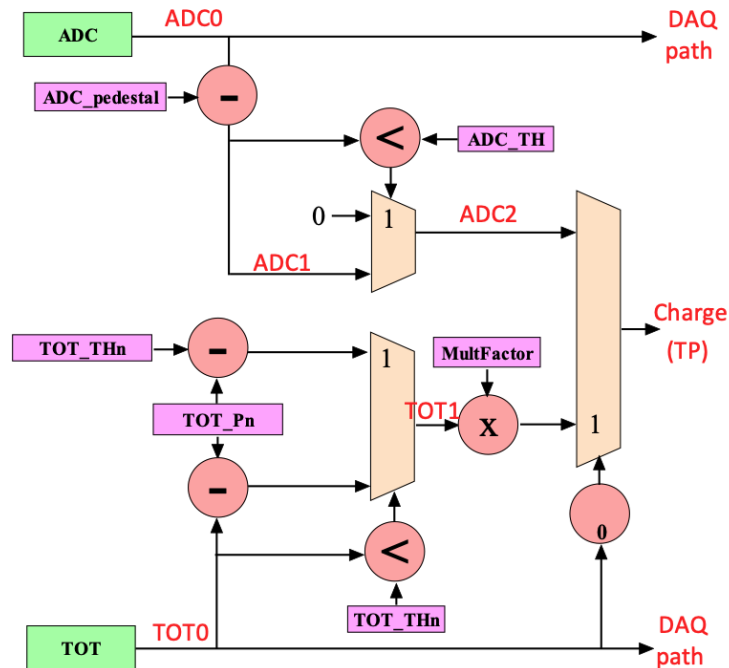 ADC
ADC0
DAQ
path
ADC_pedestal
-
<
ADC_TH
0
1
ADC2
ADC1
Charge
(TP)
TOT_THn
-
1
MultFactor
TOT_Pn
TOT1
X
1
-
<
0
TOT_THn
TOT
TOT0
DAQ
path